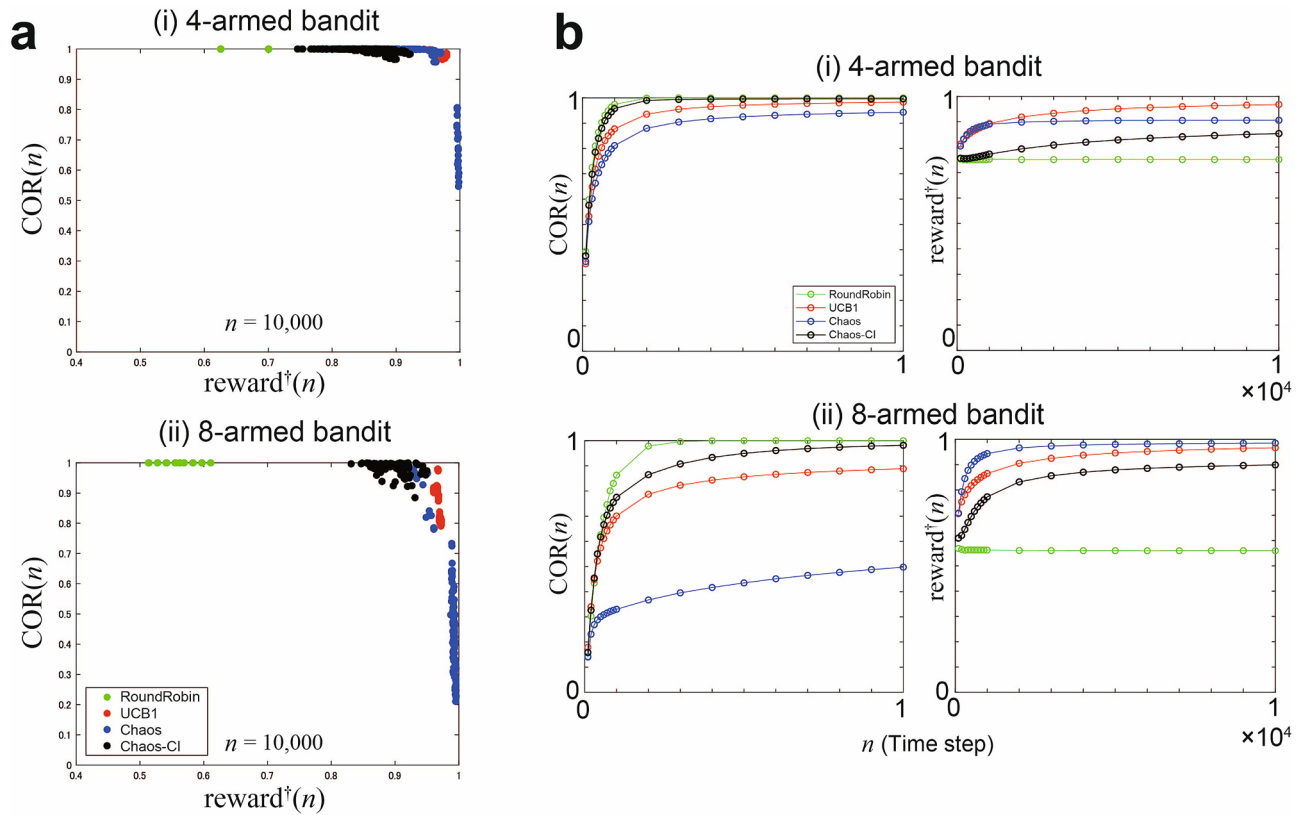 a
(i) 4-armed bandit
COR(n)
1
0.9
0.8
0.7
0.6
0.5
0.4
0.3
0.2
0.1
0
n = 10,000
0.4 0.5 0.6 0.7 0.8 0.9 1
reward†(n)
(ii) 8-armed bandit
COR(n)
1
0.9
0.8
0.7
0.6
0.5
0.4
0.3
0.2
0.1
0
RoundRobin
UCB1
Chaos
Chaos-CI
n = 10,000
0.4 0.5 0.6 0.7 0.8 0.9 1
reward†(n)
b
(i) 4-armed bandit
1
COR(n)
0
RoundRobin
UCB1
Chaos
Chaos-CI
0 1
1
reward†(n)
0
0 1
×10⁴
(ii) 8-armed bandit
1
COR(n)
0
0 1
1
reward†(n)
0
0 1
×10⁴
n (Time step)